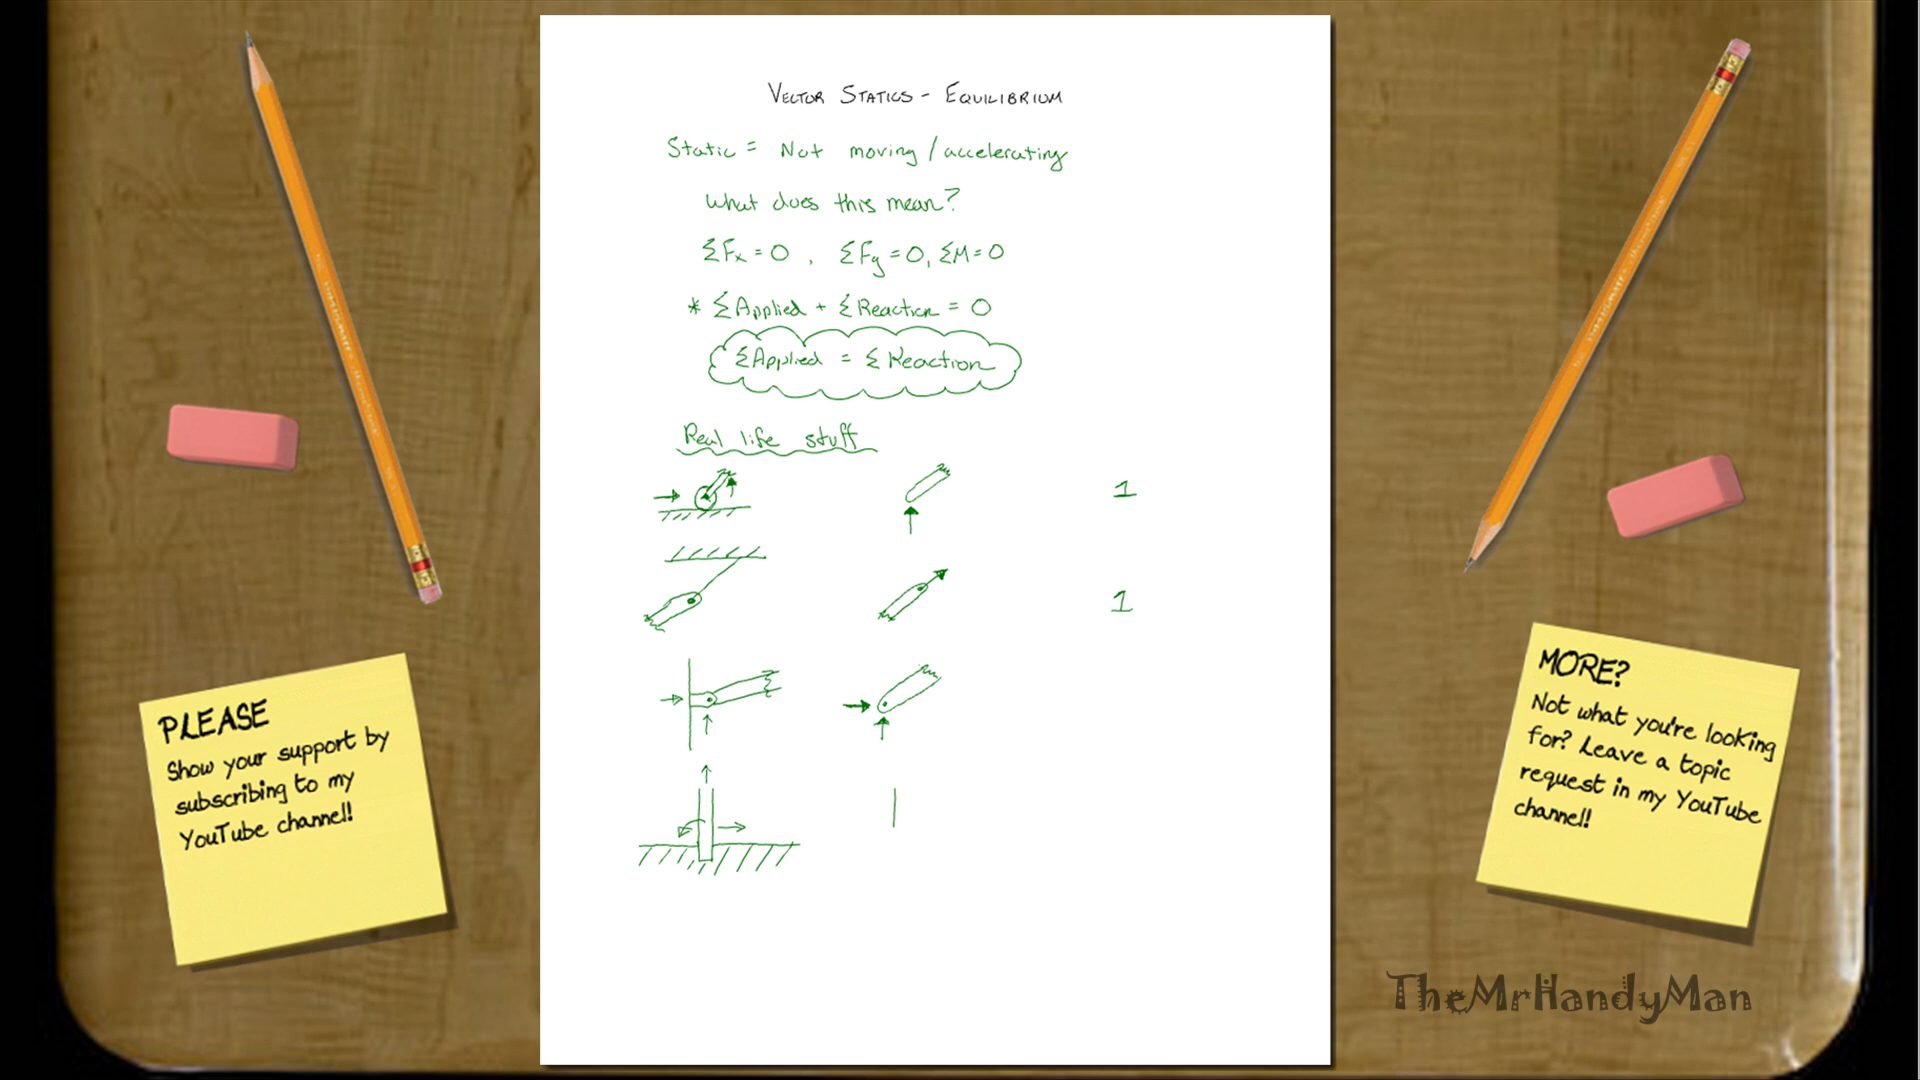 VECTOR STATICS - EQUILIBRIUM
Static = Not moving / accelerating
What does this mean?
ΣFx = 0 , ΣFy = 0, ΣM = 0
* ΣApplied + ΣReaction = 0
ΣApplied = ΣReaction
Real life stuff
1
1
PLEASE
Show your support by
subscribing to my
YouTube channel!
MORE?
Not what you're looking
for? Leave a topic
request in my YouTube
channel!
TheMrHandyMan